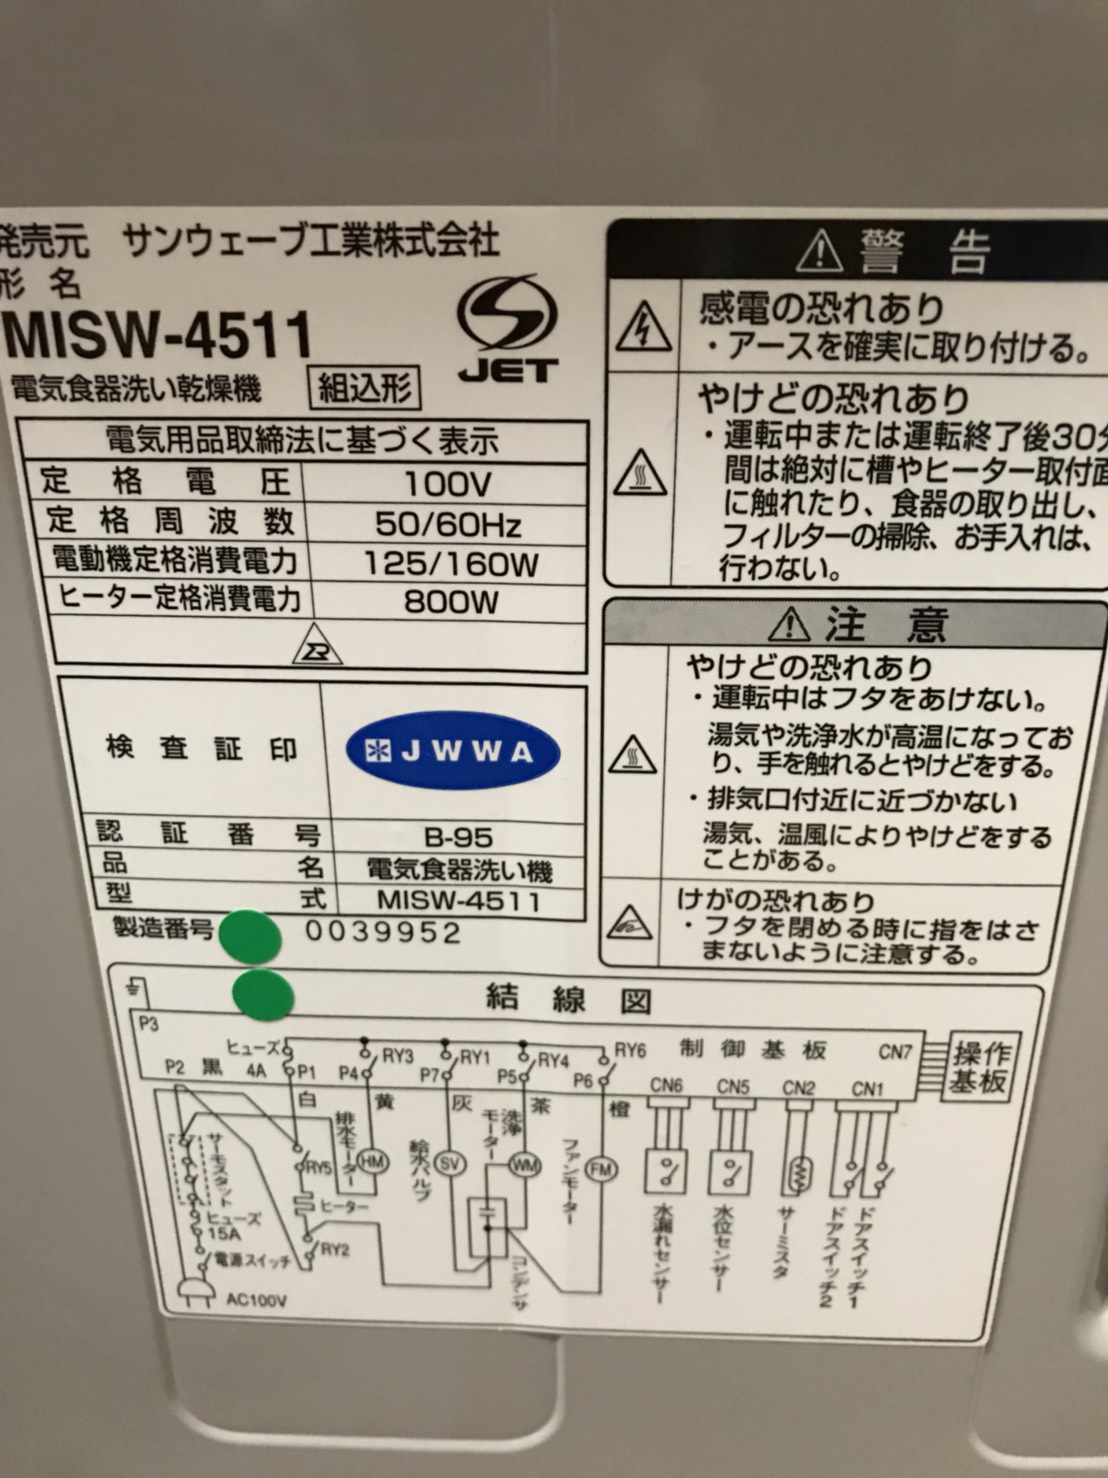 発売元 サンウェーブ工業株式会社
形名
MISW-4511
JET
電気食器洗い乾燥機 組込形
電気用品取締法に基づく表示
定格電圧 100V
定格周波数 50/60Hz
電動機定格消費電力 125/160W
ヒーター定格消費電力 800W
R
検査証印 JWWA
認証番号 B-95
品名 電気食器洗い機
型式 MISW-4511
製造番号 0039952
警告
感電の恐れあり
・アースを確実に取り付ける。
やけどの恐れあり
・運転中または運転終了後30分
間は絶対に槽やヒーター取付面
に触れたり、食器の取り出し、
フィルターの掃除、お手入れは、
行わない。
注意
やけどの恐れあり
・運転中はフタをあけない。
湯気や洗浄水が高温になってお
り、手を触れるとやけどをする。
・排気口付近に近づかない
湯気、温風によりやけどをする
ことがある。
けがの恐れあり
・フタを閉める時に指をはさ
まないように注意する。
結線図
P3
ヒューズ
4A
P2 黒
P1
白
RY3
P4
黄
RY1
P7
灰
RY4
P5
茶
RY6
P6
橙
制御基板
CN7
操作
基板
CN6
CN5
CN2
CN1
サーモスタット
ヒューズ
15A
電源スイッチ
AC100V
RY5
ヒーター
RY2
排水モーター
HM
給水バルブ
SV
洗浄
モーター
WM
コンデンサ
ファンモーター
FM
水漏れセンサー
水位センサー
サーミスタ
ドアスイッチ2
ドアスイッチ1